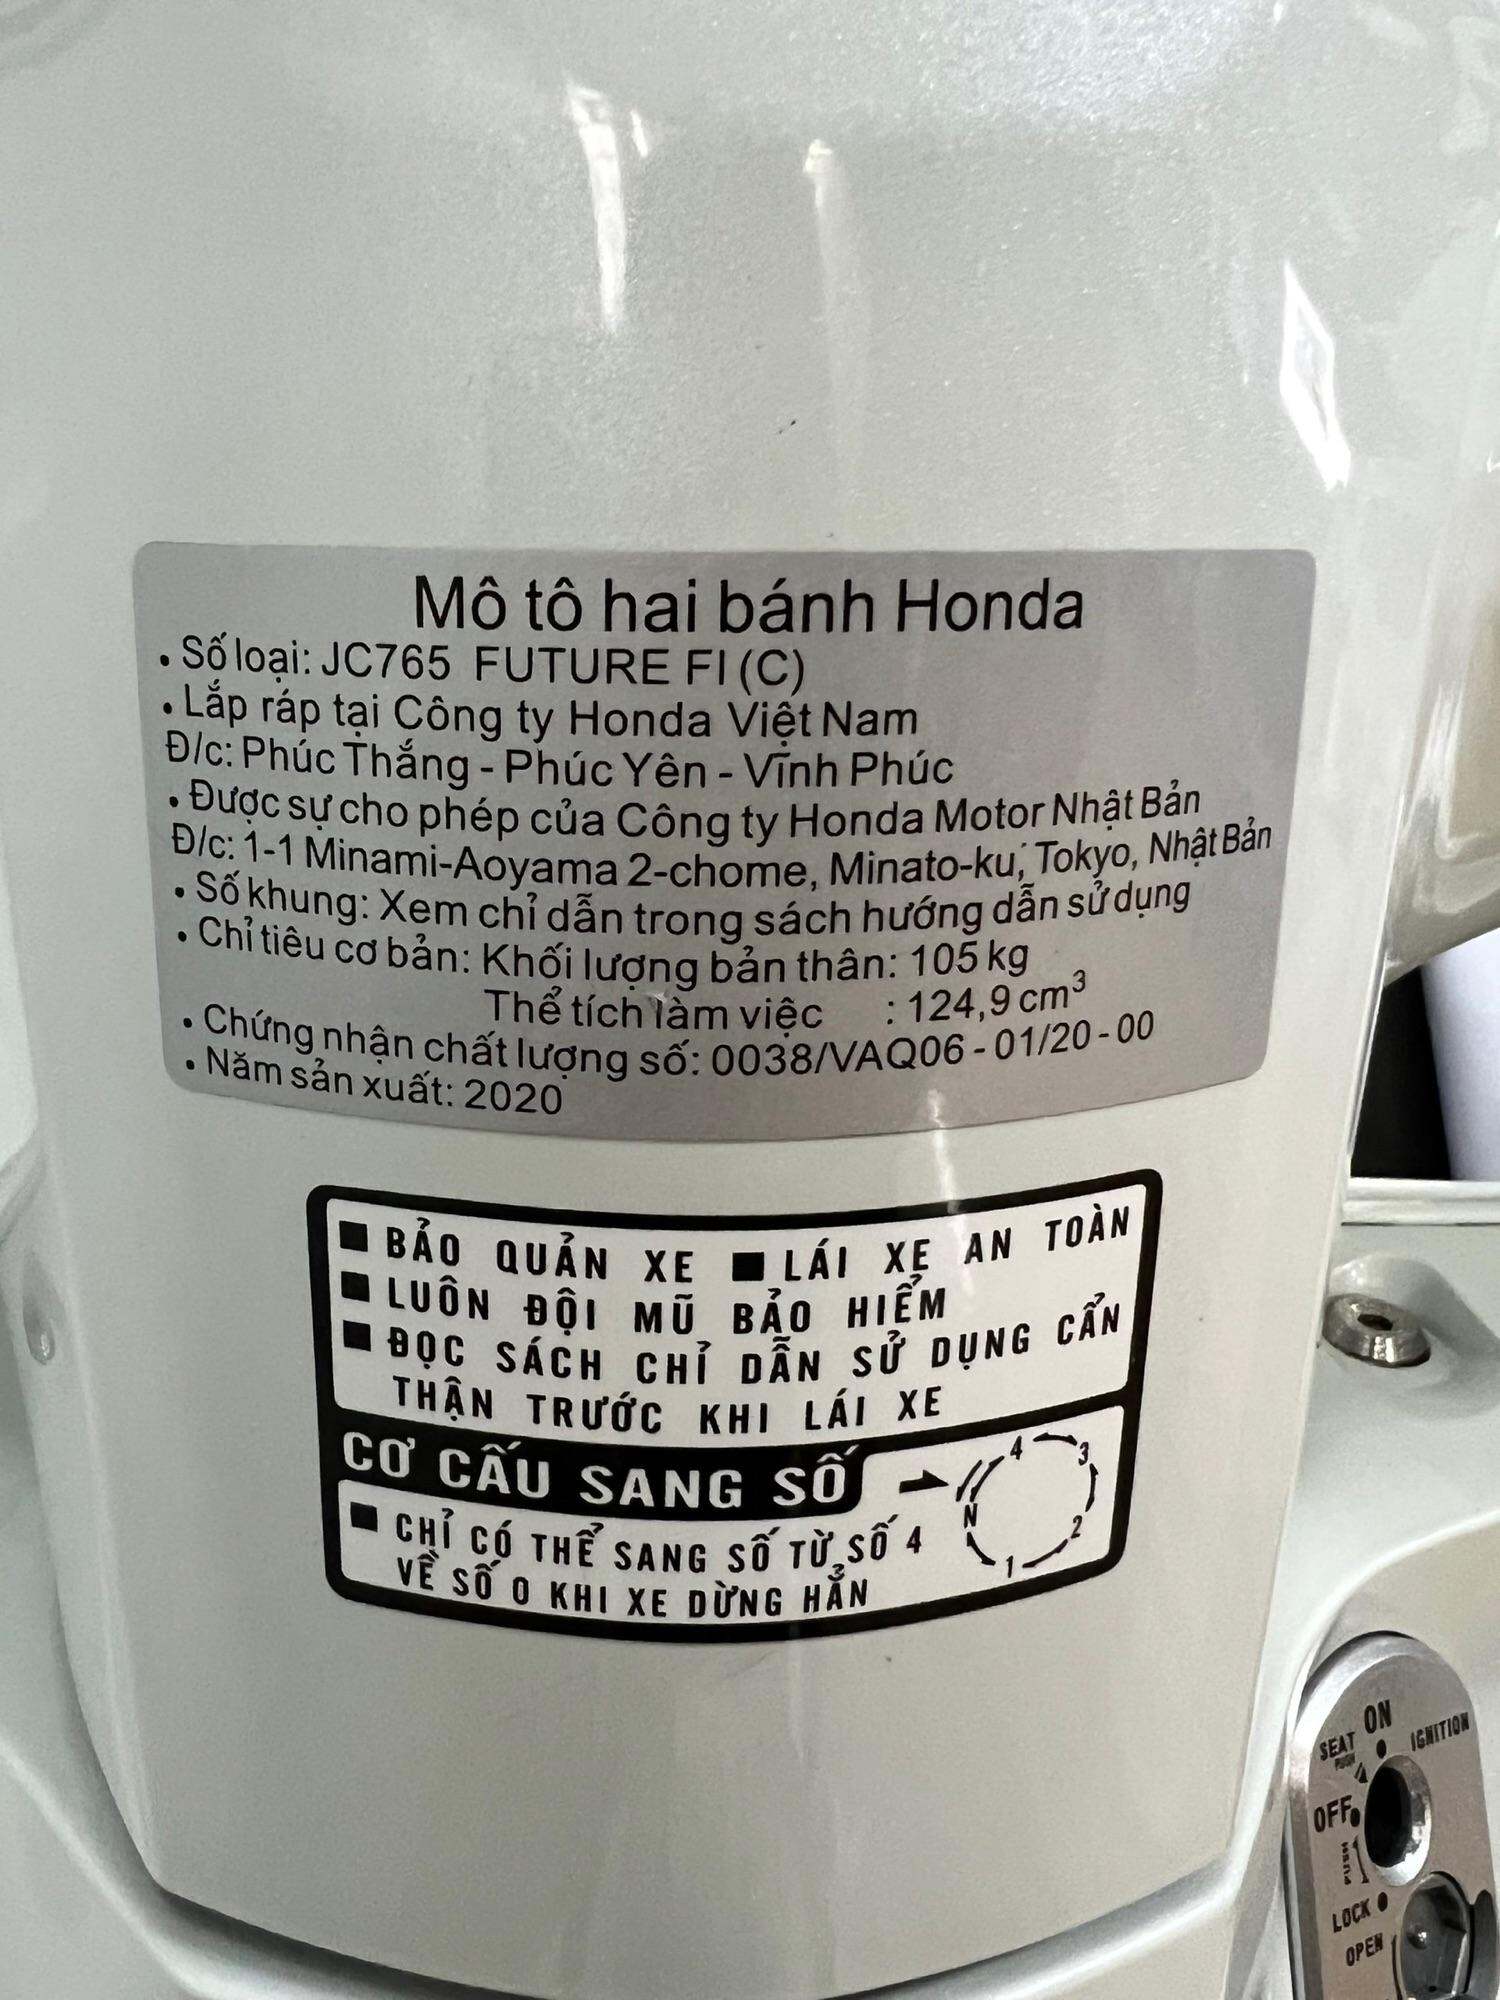 Mô tô hai bánh Honda
• Số loại: JC765 FUTURE FI (C)
• Lắp ráp tại Công ty Honda Việt Nam
Đ/c: Phúc Thắng - Phúc Yên - Vĩnh Phúc
• Được sự cho phép của Công ty Honda Motor Nhật Bản
Đ/c: 1-1 Minami-Aoyama 2-chome, Minato-ku, Tokyo, Nhật Bản
• Số khung: Xem chỉ dẫn trong sách hướng dẫn sử dụng
• Chỉ tiêu cơ bản: Khối lượng bản thân: 105 kg
Thể tích làm việc : 124,9 cm³
• Chứng nhận chất lượng số: 0038/VAQ06 - 01/20 - 00
• Năm sản xuất: 2020
■ BẢO QUẢN XE ■ LÁI XE AN TOÀN
■ LUÔN ĐỘI MŨ BẢO HIỂM
■ ĐỌC SÁCH CHỈ DẪN SỬ DỤNG CẨN
THẬN TRƯỚC KHI LÁI XE
CƠ CẤU SANG SỐ
N 1 2 3 4
■ CHỈ CÓ THỂ SANG SỐ TỪ SỐ 4
VỀ SỐ 0 KHI XE DỪNG HẲN
ON
SEAT IGNITION
PUSH
OFF
PUSH
LOCK
OPEN